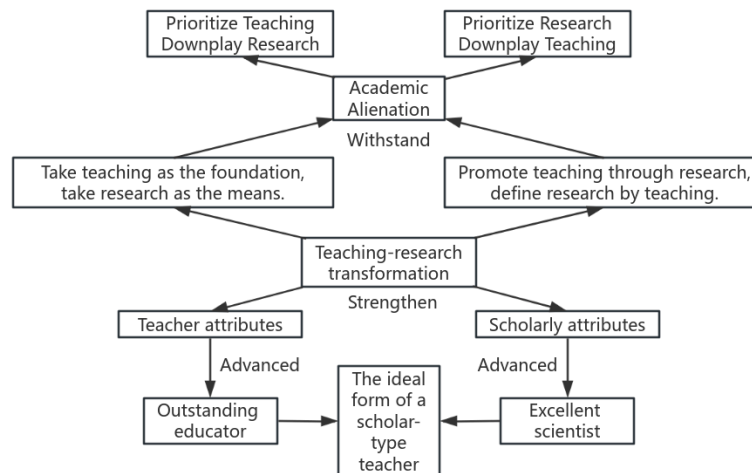 Prioritize Teaching
Downplay Research
Prioritize Research
Downplay Teaching
Academic
Alienation
Withstand
Take teaching as the foundation,
take research as the means.
Promote teaching through research,
define research by teaching.
Teaching-research
transformation
Strengthen
Teacher attributes
Scholarly attributes
Advanced
Advanced
Outstanding
educator
The ideal
form of a
scholar-
type
teacher
Excellent
scientist